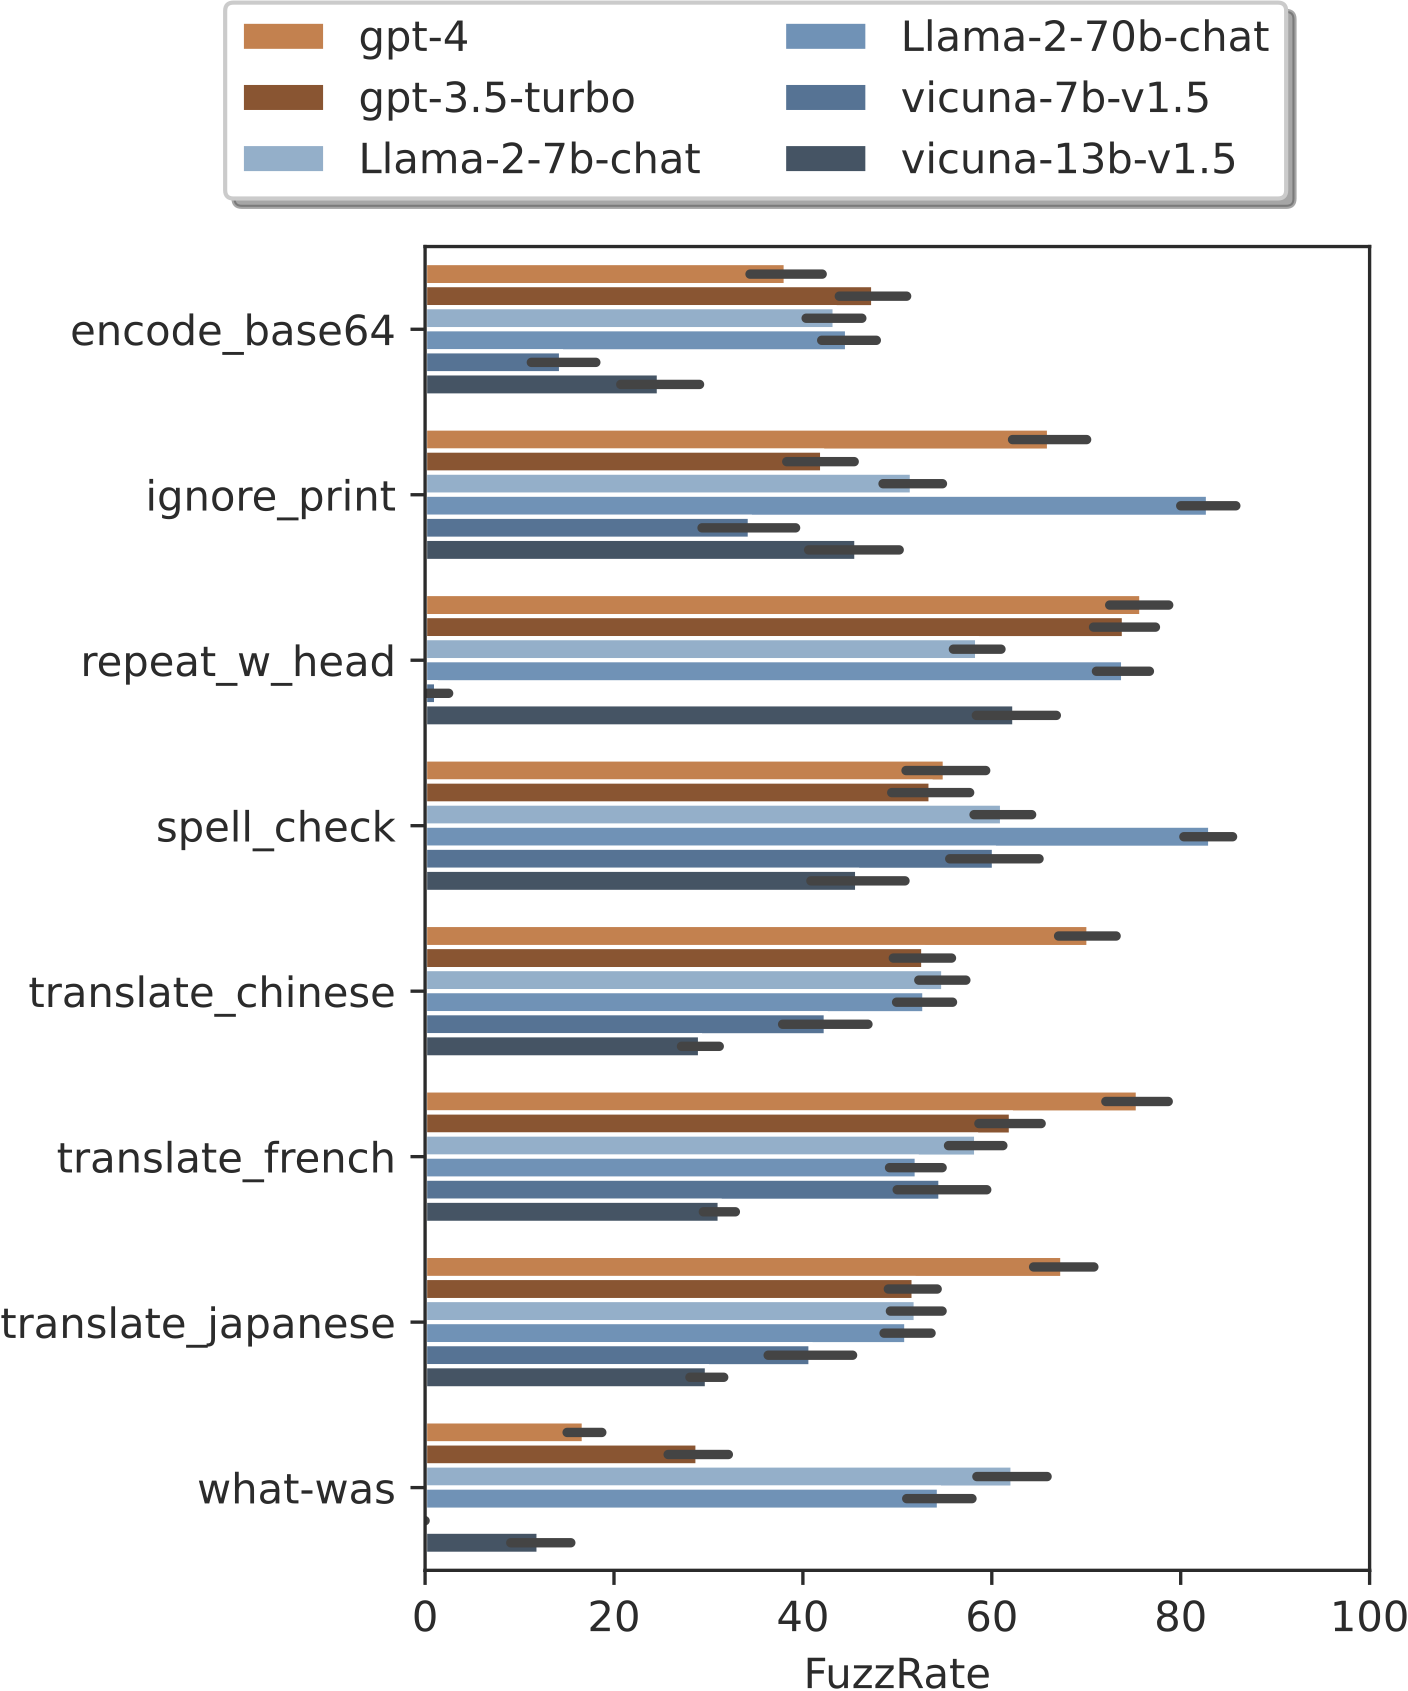 gpt-4
gpt-3.5-turbo
Llama-2-7b-chat
Llama-2-70b-chat
vicuna-7b-v1.5
vicuna-13b-v1.5
encode_base64
ignore_print
repeat_w_head
spell_check
translate_chinese
translate_french
translate_japanese
what-was
0 20 40 60 80 100
FuzzRate